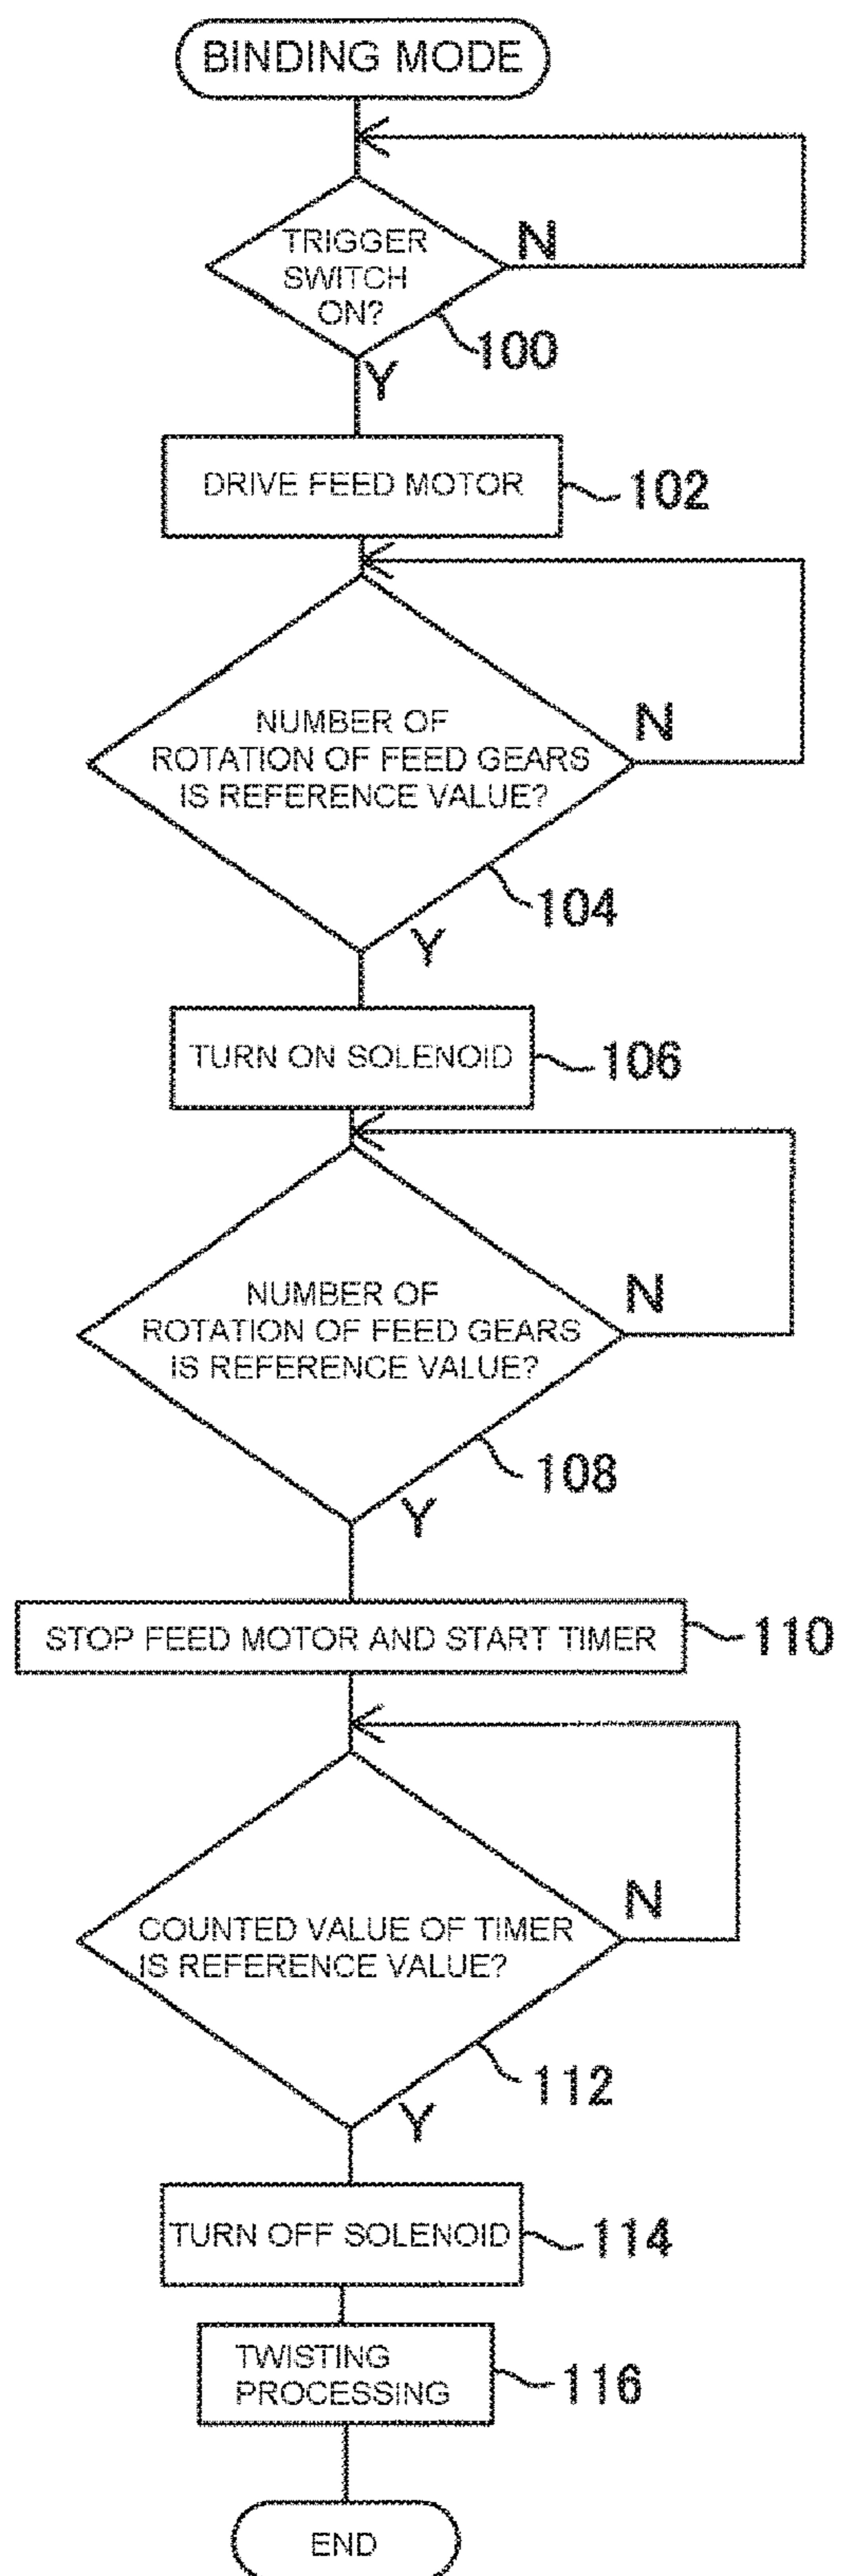 BINDING MODE
TRIGGER
SWITCH
ON?
N
100
Y
DRIVE FEED MOTOR
102
NUMBER OF
ROTATION OF FEED GEARS
IS REFERENCE VALUE?
N
104
Y
TURN ON SOLENOID
106
NUMBER OF
ROTATION OF FEED GEARS
IS REFERENCE VALUE?
N
108
Y
STOP FEED MOTOR AND START TIMER
110
COUNTED VALUE OF TIMER
IS REFERENCE VALUE?
N
112
Y
TURN OFF SOLENOID
114
TWISTING
PROCESSING
116
END